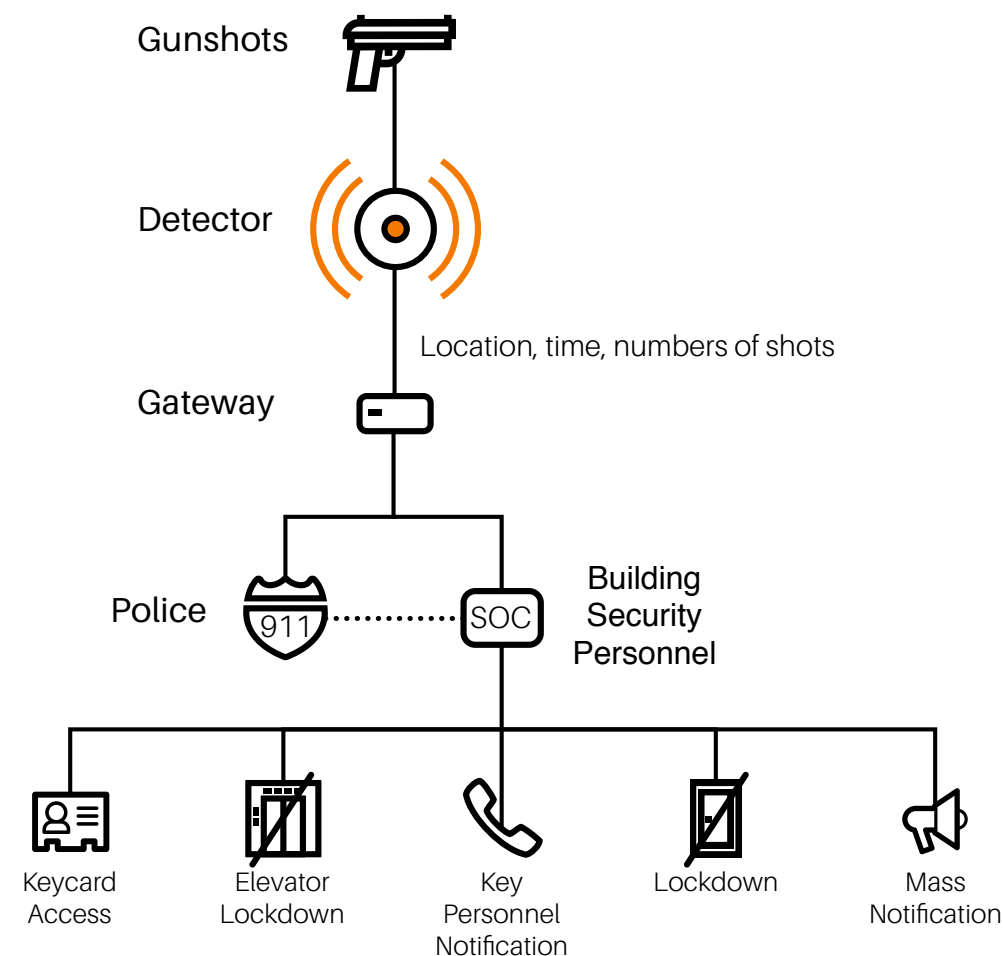 Gunshots
Detector
Location, time, numbers of shots
Gateway
Police
911
SOC
Building
Security
Personnel
Keycard
Access
Elevator
Lockdown
Key
Personnel
Notification
Lockdown
Mass
Notification